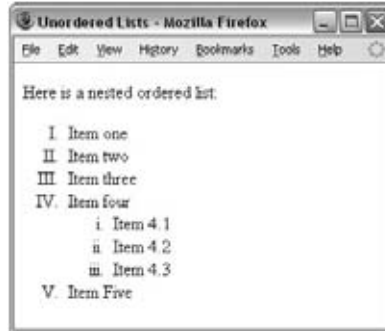 Unordered Lists - Mozilla Firefox
File Edit View History Bookmarks Tools Help
Here is a nested ordered list:
I. Item one
II. Item two
III. Item three
IV. Item four
i. Item 4.1
ii. Item 4.2
iii. Item 4.3
V. Item Five